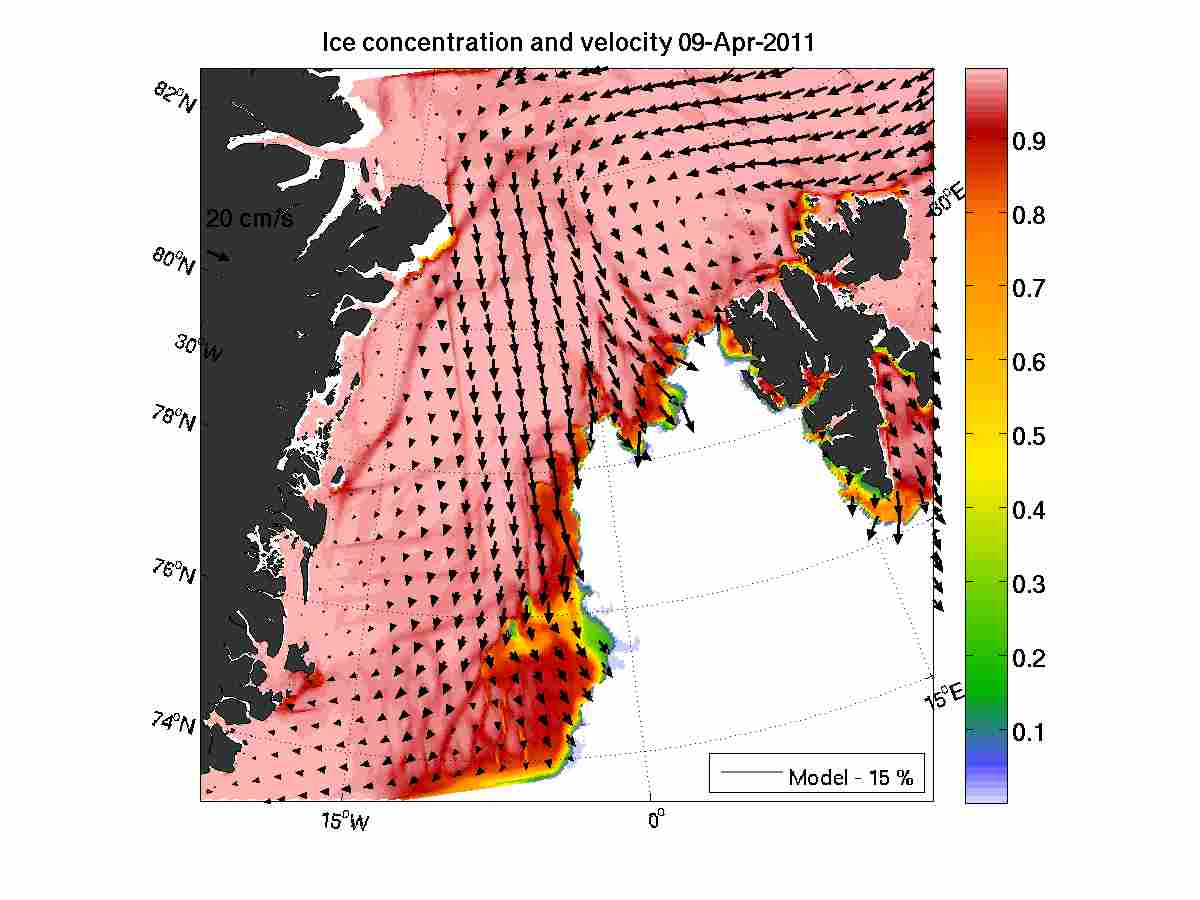 Ice concentration and velocity 09-Apr-2011
82°N
20 cm/s
80°N
30°W
78°N
76°N
74°N
15°W
0°
15°E
30°E
0.9
0.8
0.7
0.6
0.5
0.4
0.3
0.2
0.1
Model - 15 %